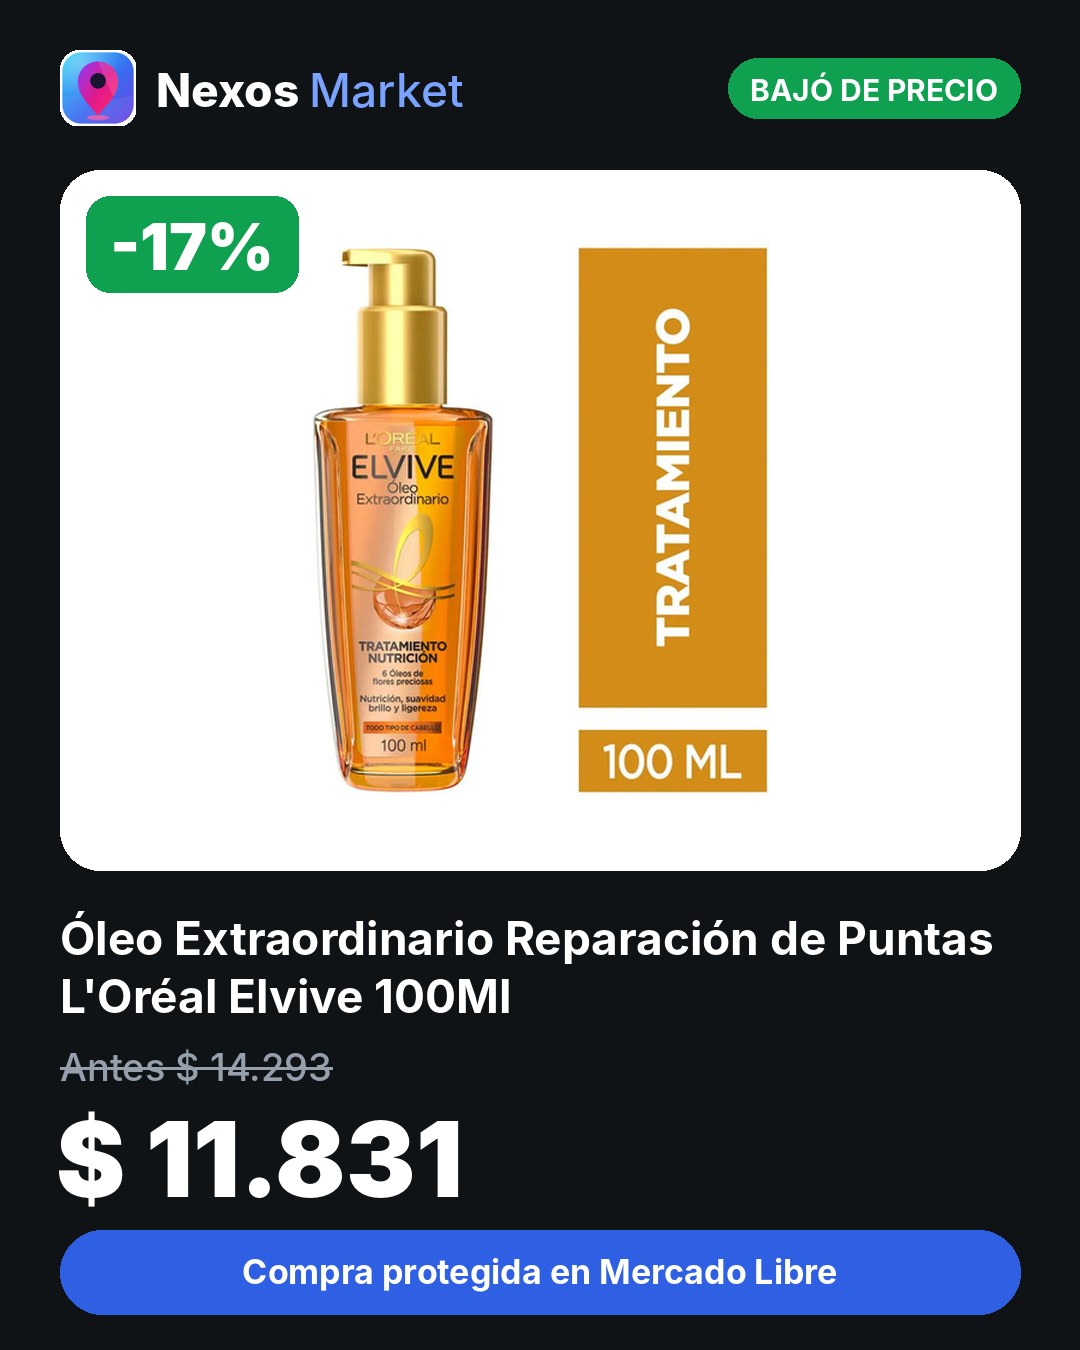 Nexos Market
BAJÓ DE PRECIO
-17%
L'ORÉAL
PARIS
ELVIVE
Óleo
Extraordinario
TRATAMIENTO
NUTRICIÓN
6 Óleos de
flores preciosas
Nutrición, suavidad
brillo y ligereza
TODO TIPO DE CABELLO
100 ml
TRATAMIENTO
100 ML
Óleo Extraordinario Reparación de Puntas
L'Oréal Elvive 100Ml
Antes $ 14.293
$ 11.831
Compra protegida en Mercado Libre